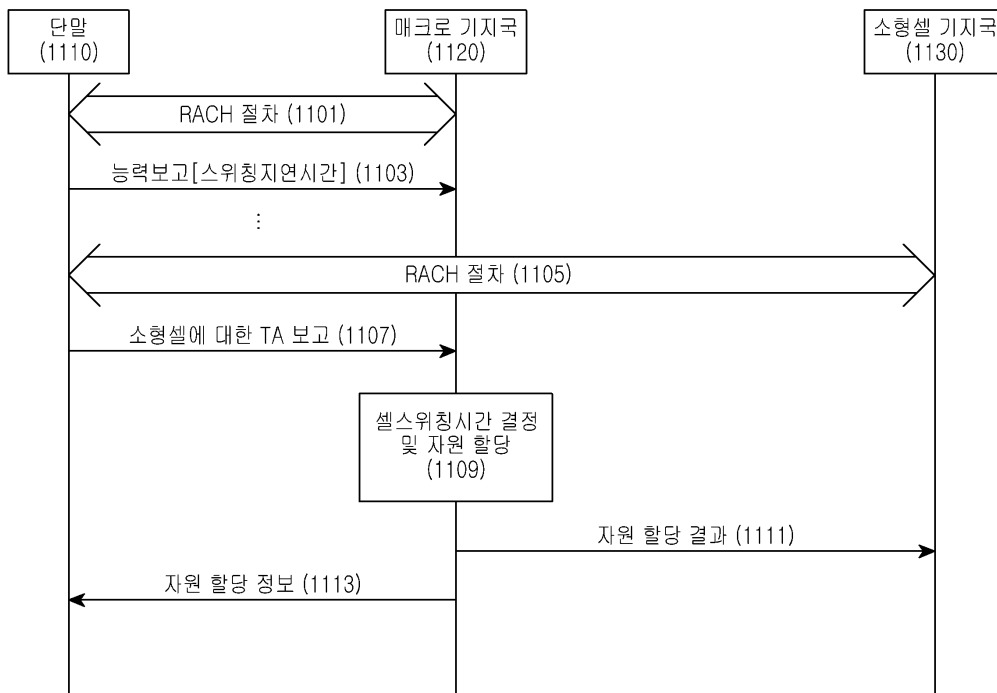 단말
(1110)
매크로 기지국
(1120)
소형셀 기지국
(1130)
RACH 절차 (1101)
능력보고[스위칭지연시간] (1103)
⋮
RACH 절차 (1105)
소형셀에 대한 TA 보고 (1107)
셀스위칭시간 결정
및 자원 할당
(1109)
자원 할당 결과 (1111)
자원 할당 정보 (1113)